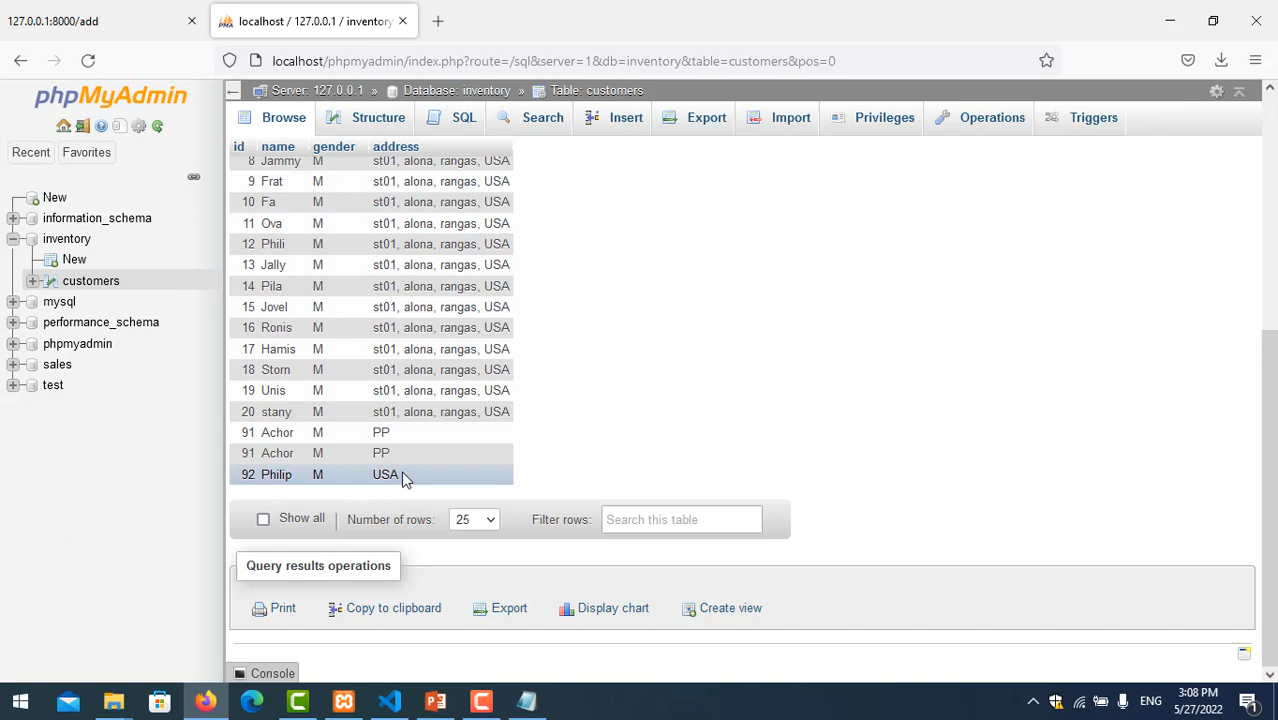 127.0.0.1:8000/add
localhost / 127.0.0.1 / inventory
localhost/phpmyadmin/index.php?route=/sql&server=1&db=inventory&table=customers&pos=0
phpMyAdmin
Recent Favorites
New
information_schema
inventory
New
customers
mysql
performance_schema
phpmyadmin
sales
test
Server: 127.0.0.1 » Database: inventory » Table: customers
Browse Structure SQL Search Insert Export Import Privileges Operations Triggers
id name gender address
8 Jammy M st01, alona, rangas, USA
9 Frat M st01, alona, rangas, USA
10 Fa M st01, alona, rangas, USA
11 Ova M st01, alona, rangas, USA
12 Phili M st01, alona, rangas, USA
13 Jally M st01, alona, rangas, USA
14 Pila M st01, alona, rangas, USA
15 Jovel M st01, alona, rangas, USA
16 Ronis M st01, alona, rangas, USA
17 Hamis M st01, alona, rangas, USA
18 Storn M st01, alona, rangas, USA
19 Unis M st01, alona, rangas, USA
20 stany M st01, alona, rangas, USA
91 Achor M PP
91 Achor M PP
92 Philip M USA
Show all | Number of rows: 25 Filter rows: Search this table
Query results operations
Print Copy to clipboard Export Display chart Create view
Console
ENG 3:08 PM
5/27/2022